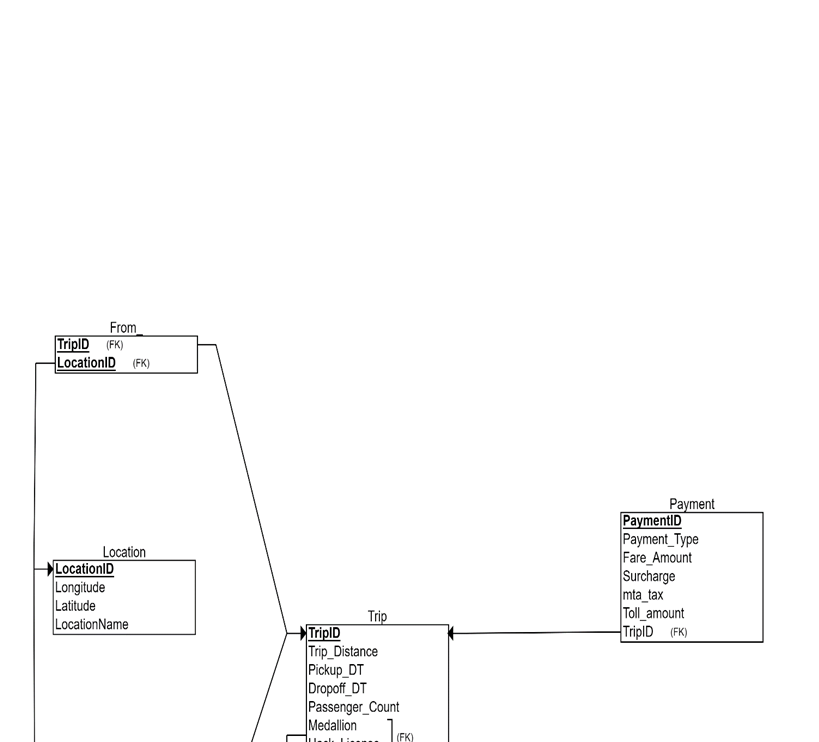 From_
TripID (FK)
LocationID (FK)
Payment
PaymentID
Payment_Type
Fare_Amount
Surcharge
mta_tax
Toll_amount
TripID (FK)
Location
LocationID
Longitude
Latitude
LocationName
Trip
TripID
Trip_Distance
Pickup_DT
Dropoff_DT
Passenger_Count
Medallion
(FK)